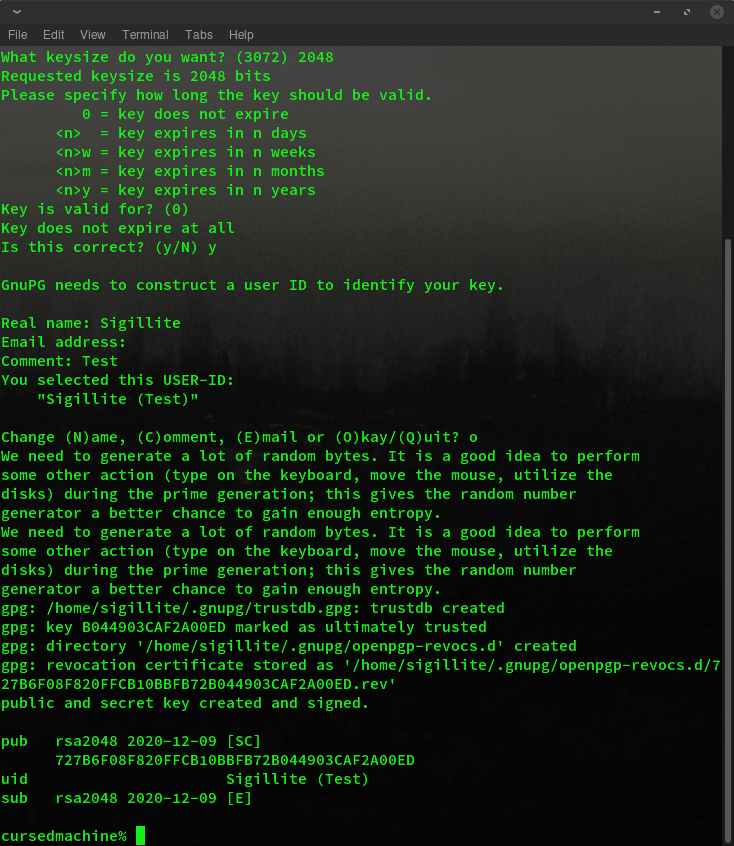 File Edit View Terminal Tabs Help
What keysize do you want? (3072) 2048
Requested keysize is 2048 bits
Please specify how long the key should be valid.
0 = key does not expire
<n> = key expires in n days
<n>w = key expires in n weeks
<n>m = key expires in n months
<n>y = key expires in n years
Key is valid for? (0)
Key does not expire at all
Is this correct? (y/N) y
GnuPG needs to construct a user ID to identify your key.
Real name: Sigillite
Email address:
Comment: Test
You selected this USER-ID:
"Sigillite (Test)"
Change (N)ame, (C)omment, (E)mail or (O)kay/(Q)uit? o
We need to generate a lot of random bytes. It is a good idea to perform
some other action (type on the keyboard, move the mouse, utilize the
disks) during the prime generation; this gives the random number
generator a better chance to gain enough entropy.
We need to generate a lot of random bytes. It is a good idea to perform
some other action (type on the keyboard, move the mouse, utilize the
disks) during the prime generation; this gives the random number
generator a better chance to gain enough entropy.
gpg: /home/sigillite/.gnupg/trustdb.gpg: trustdb created
gpg: key B044903CAF2A00ED marked as ultimately trusted
gpg: directory '/home/sigillite/.gnupg/openpgp-revocs.d' created
gpg: revocation certificate stored as '/home/sigillite/.gnupg/openpgp-revocs.d/7
27B6F08F820FFCB10BBFB72B044903CAF2A00ED.rev'
public and secret key created and signed.
pub rsa2048 2020-12-09 [SC]
727B6F08F820FFCB10BBFB72B044903CAF2A00ED
uid Sigillite (Test)
sub rsa2048 2020-12-09 [E]
cursedmachine%